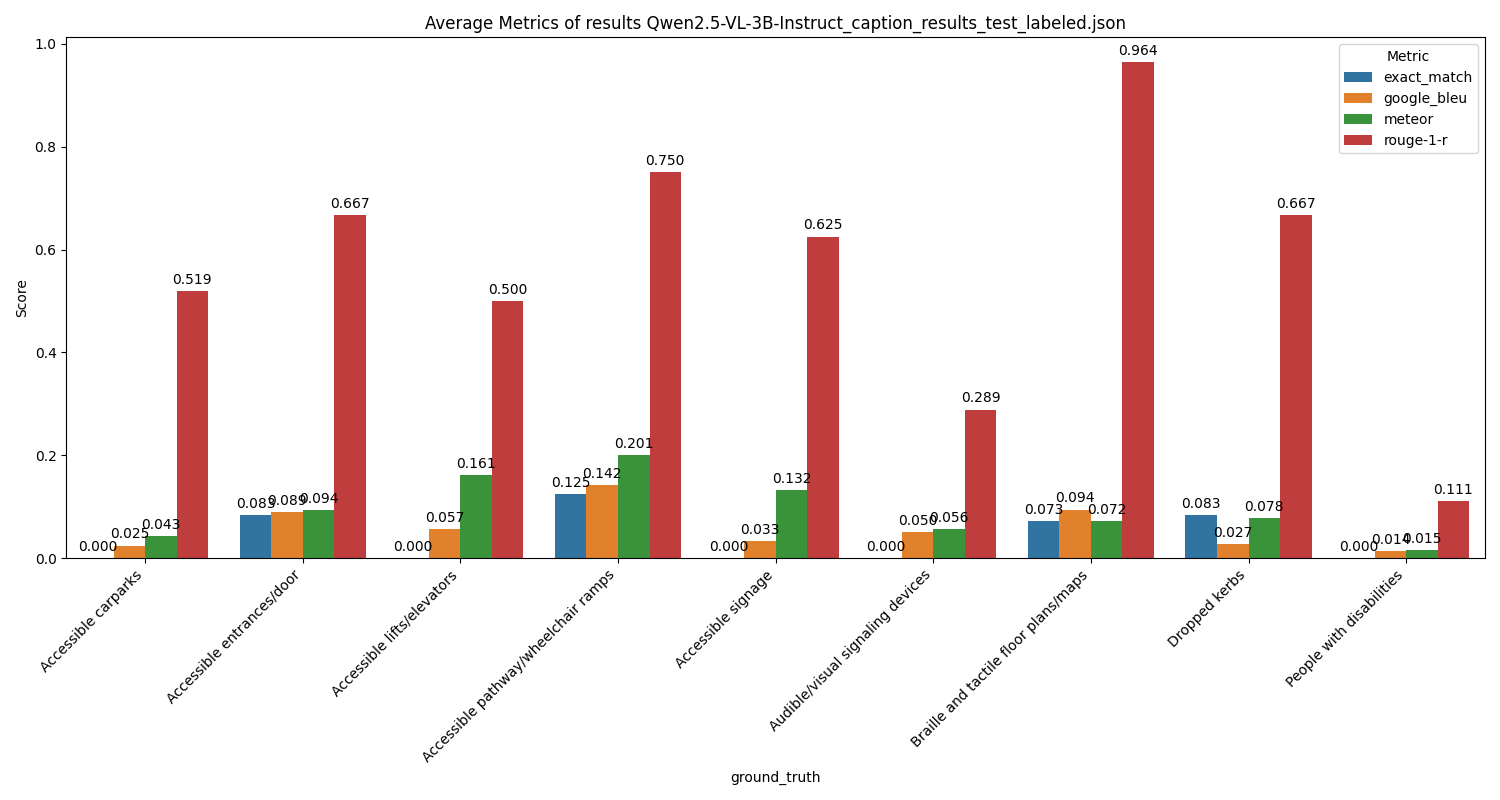 Average Metrics of results Qwen2.5-VL-3B-Instruct_caption_results_test_labeled.json
Metric
exact_match
google_bleu
meteor
rouge-1-r
Score
1.0
0.8
0.6
0.4
0.2
0.0
0.000
0.025
0.043
0.519
0.083
0.089
0.094
0.667
0.000
0.057
0.161
0.500
0.125
0.142
0.201
0.750
0.000
0.033
0.132
0.625
0.000
0.050
0.056
0.289
0.073
0.094
0.072
0.964
0.083
0.027
0.078
0.667
0.000
0.014
0.015
0.111
Accessible carparks
Accessible entrances/door
Accessible lifts/elevators
Accessible pathway/wheelchair ramps
Accessible signage
Audible/visual signaling devices
Braille and tactile floor plans/maps
Dropped kerbs
People with disabilities
ground_truth